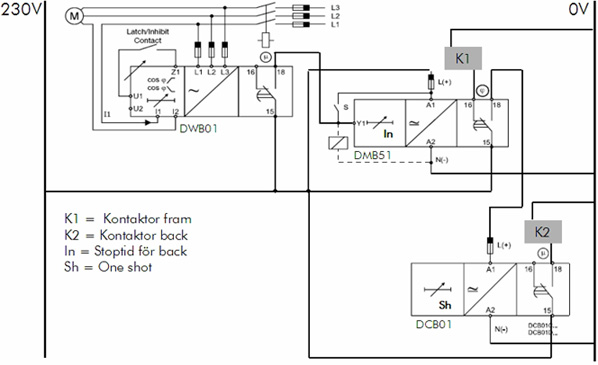 230V
0V
M
L3
L2
L1
Latch/Inhibit
Contact
K1
Z1
L1
L2
L3
16
18
cos φ
cos φ
L(+)
U1
U2
S
A1
16
18
Y1
In
I1
I1
I2
15
DWB01
A2
15
DMB51
N(-)
K1 = Kontaktor fram
K2 = Kontaktor back
In = Stoptid för back
Sh = One shot
K2
L(+)
A1
16
18
Sh
15
A2
DCB01
N(-)
DCB01C...
DCB01D...